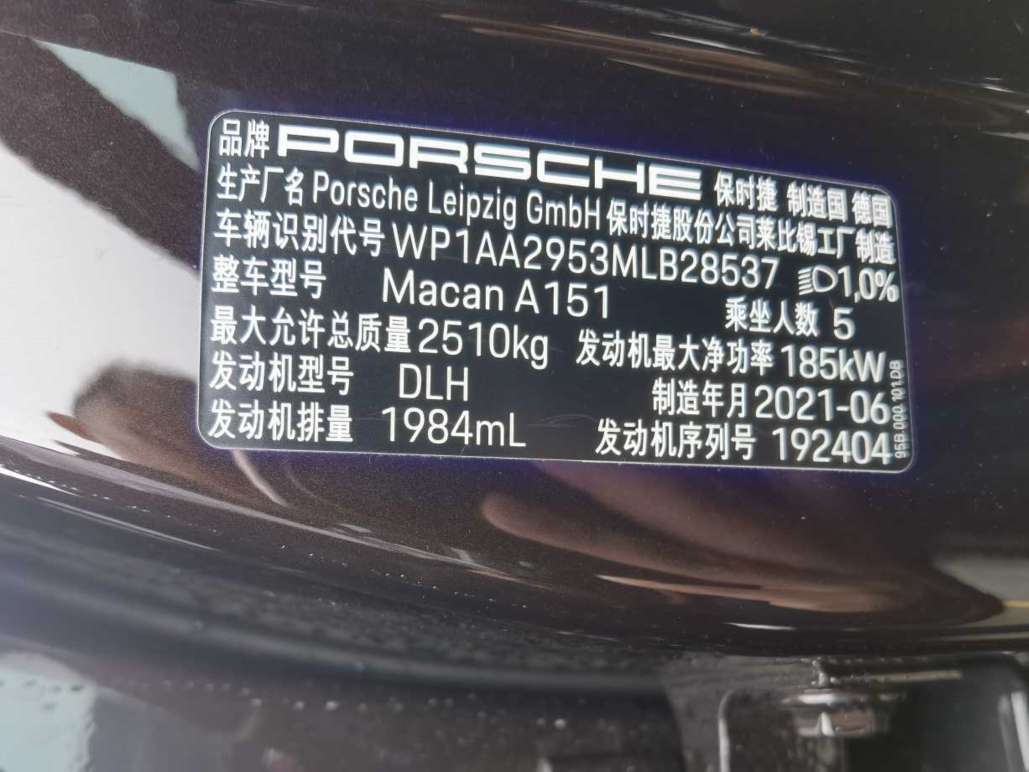 品牌 PORSCHE 保时捷 制造国 德国
生产厂名 Porsche Leipzig GmbH 保时捷股份公司莱比锡工厂制造
车辆识别代号 WP1AA2953MLB28537 1,0%
整车型号 Macan A151 乘坐人数 5
最大允许总质量 2510kg 发动机最大净功率 185kW
发动机型号 DLH 制造年月 2021-06
发动机排量 1984mL 发动机序列号 192404
95B.000.101.DB